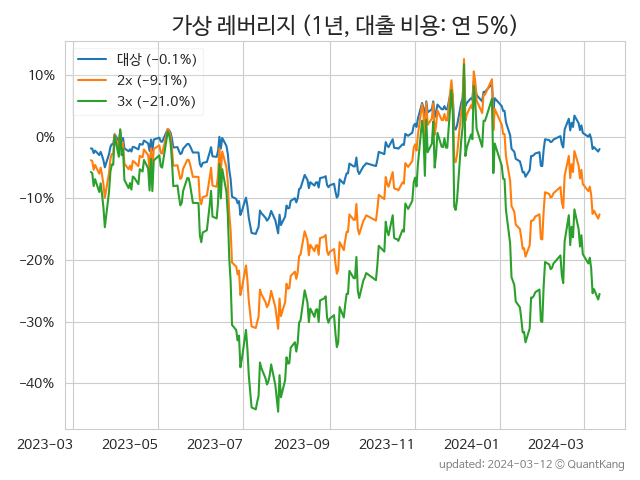 가상 레버리지 (1년, 대출 비용: 연 5%)
대상 (−0.1%)
2x (−9.1%)
3x (−21.0%)
10%
0%
−10%
−20%
−30%
−40%
2023-03 2023-05 2023-07 2023-09 2023-11 2024-01 2024-03
updated: 2024-03-12 © QuantKang